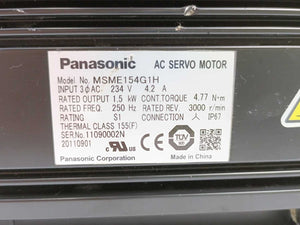 Panasonic AC SERVO MOTOR
Model No. MSME154G1H
INPUT 3ϕAC 234 V 4.2 A
RATED OUTPUT 1.5 kW CONT.TORQUE 4.77 N・m
RATED FREQ. 250 Hz RATED REV. 3000 r/min
RATING S1 CONNECTION 人 IP67
THERMAL CLASS 155(F)
SER.No. 11090002N
20110901
Panasonic Corporation Made in China